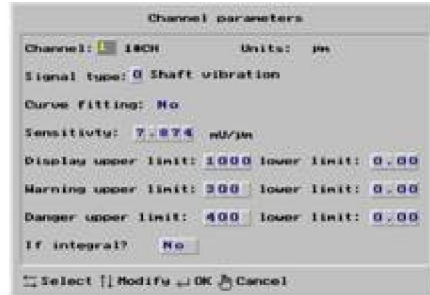 Channel parameters
Channel: 1 10CH Units: μm
Signal type: 0 Shaft vibration
Curve fitting: No
Sensitivty: 7.874 mV/μm
Display upper limit: 1000 lower limit: 0.00
Warning upper limit: 300 lower limit: 0.00
Danger upper limit: 400 lower limit: 0.00
If integral? No
Select Modify OK Cancel